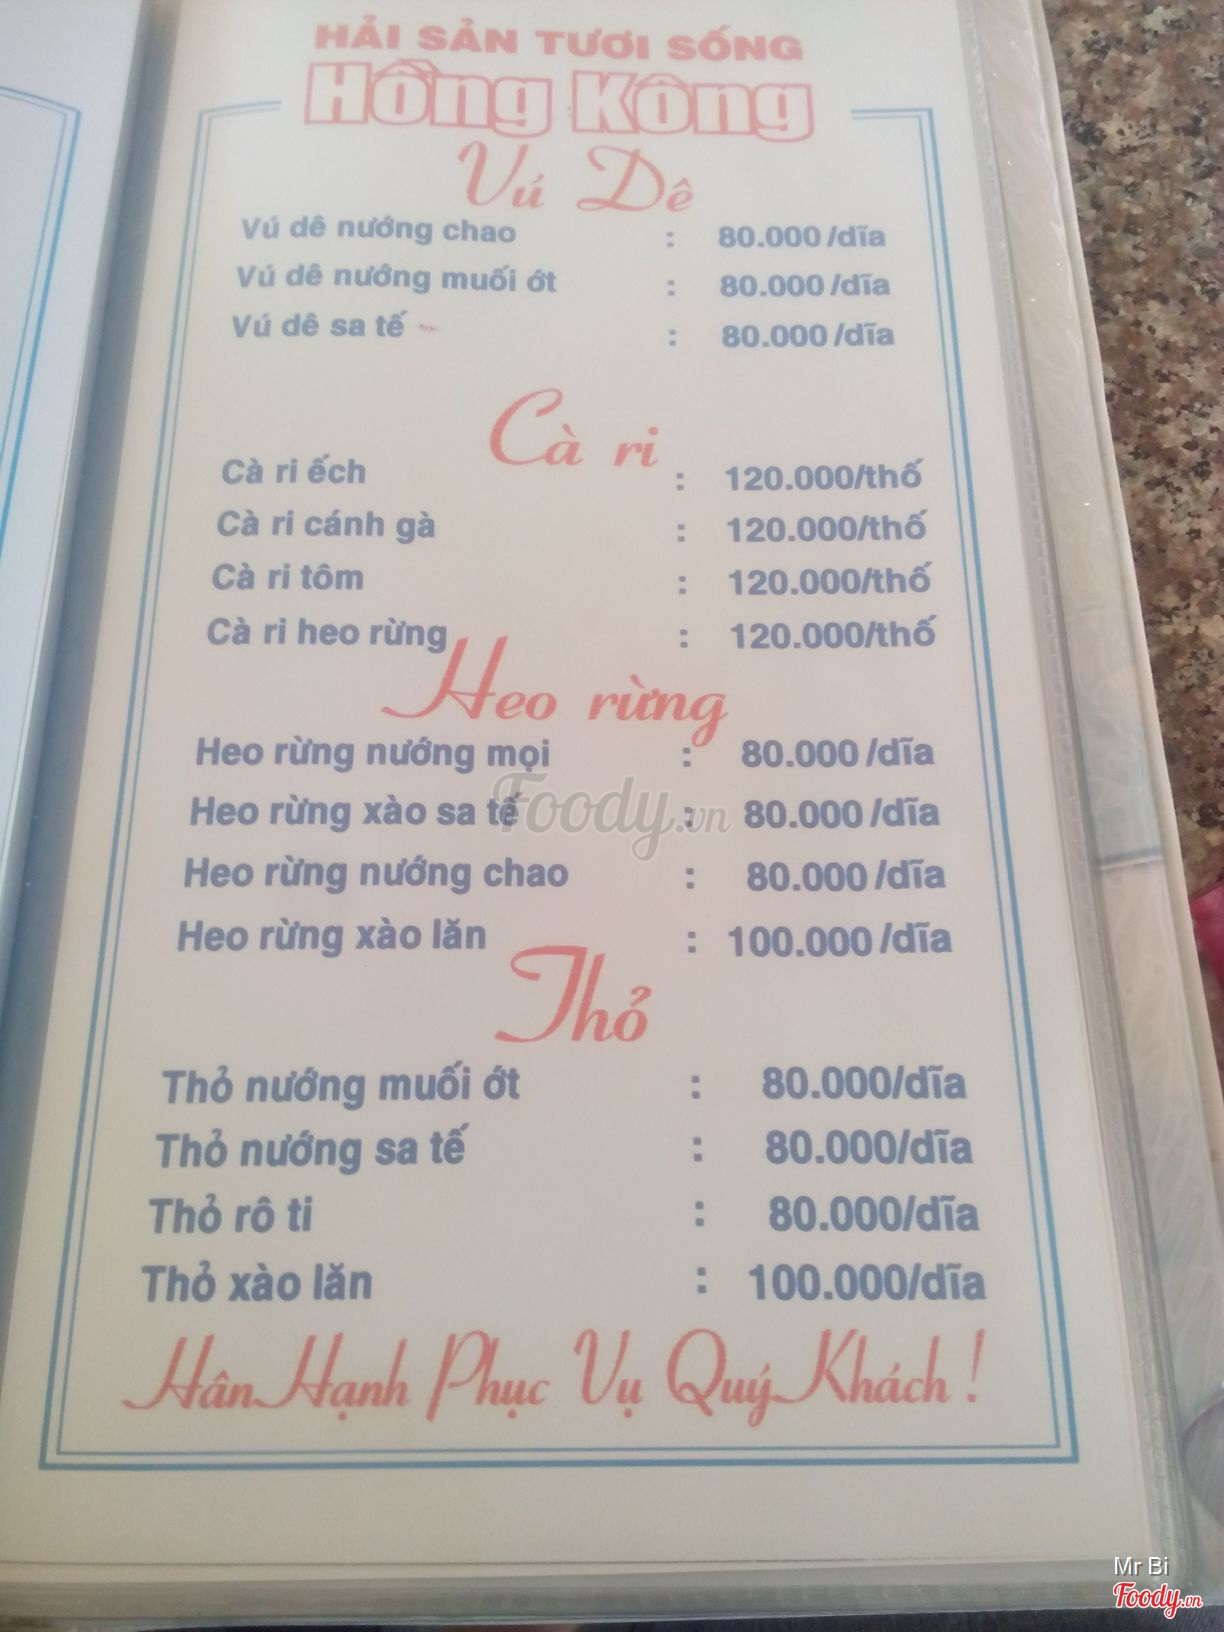 HẢI SẢN TƯƠI SỐNG
Hồng Kông
Vú Dê
Vú dê nướng chao : 80.000 /dĩa
Vú dê nướng muối ớt : 80.000 /dĩa
Vú dê sa tế : 80.000 /dĩa
Cà ri
Cà ri ếch : 120.000/thố
Cà ri cánh gà : 120.000/thố
Cà ri tôm : 120.000/thố
Cà ri heo rừng : 120.000/thố
Heo rừng
Heo rừng nướng mọi : 80.000 /dĩa
Heo rừng xào sa tế : 80.000 /dĩa
Foody.vn
Heo rừng nướng chao : 80.000 /dĩa
Heo rừng xào lăn : 100.000 /dĩa
Thỏ
Thỏ nướng muối ớt : 80.000/dĩa
Thỏ nướng sa tế : 80.000/dĩa
Thỏ rô ti : 80.000/dĩa
Thỏ xào lăn : 100.000/dĩa
Hân Hạnh Phục Vụ Quý Khách !
Mr Bi
Foody.vn